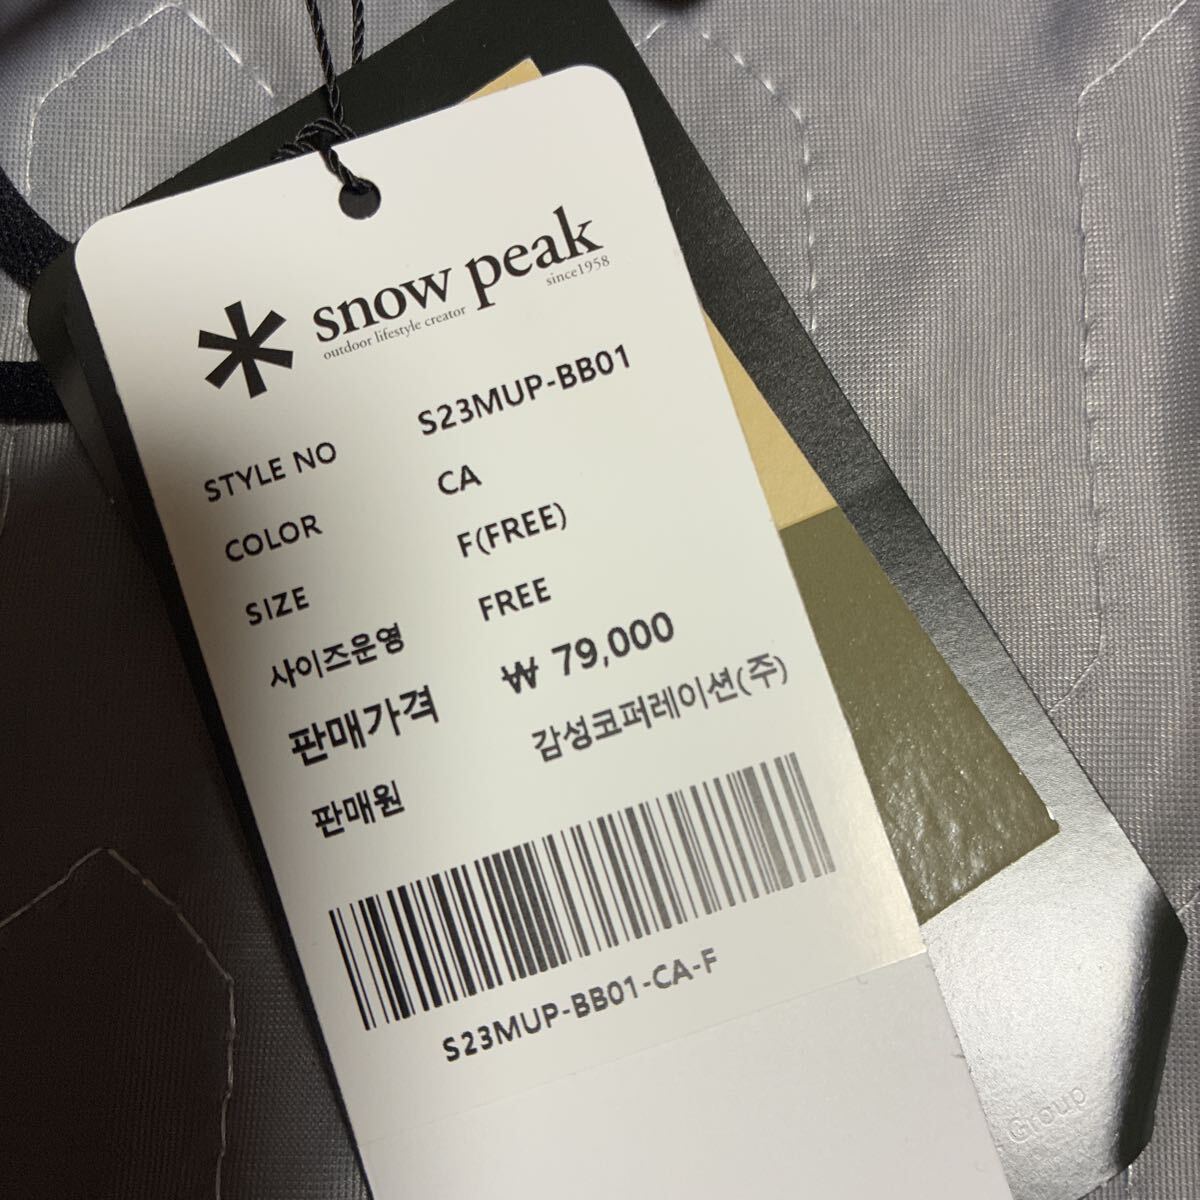 snow peak
outdoor lifestyle creator since1958
STYLE NO S23MUP-BB01
COLOR CA
SIZE F(FREE)
사이즈운영 FREE
판매가격 ₩ 79,000
판매원 감성코퍼레이션(주)
S23MUP-BB01-CA-F
Group